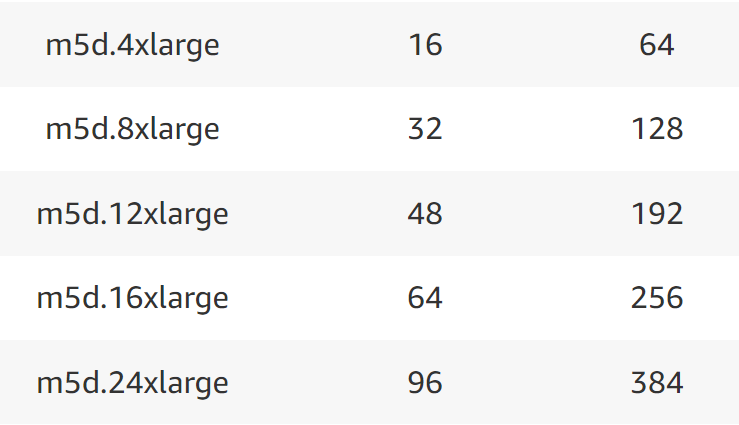 m5d.4xlarge 16 64
m5d.8xlarge 32 128
m5d.12xlarge 48 192
m5d.16xlarge 64 256
m5d.24xlarge 96 384